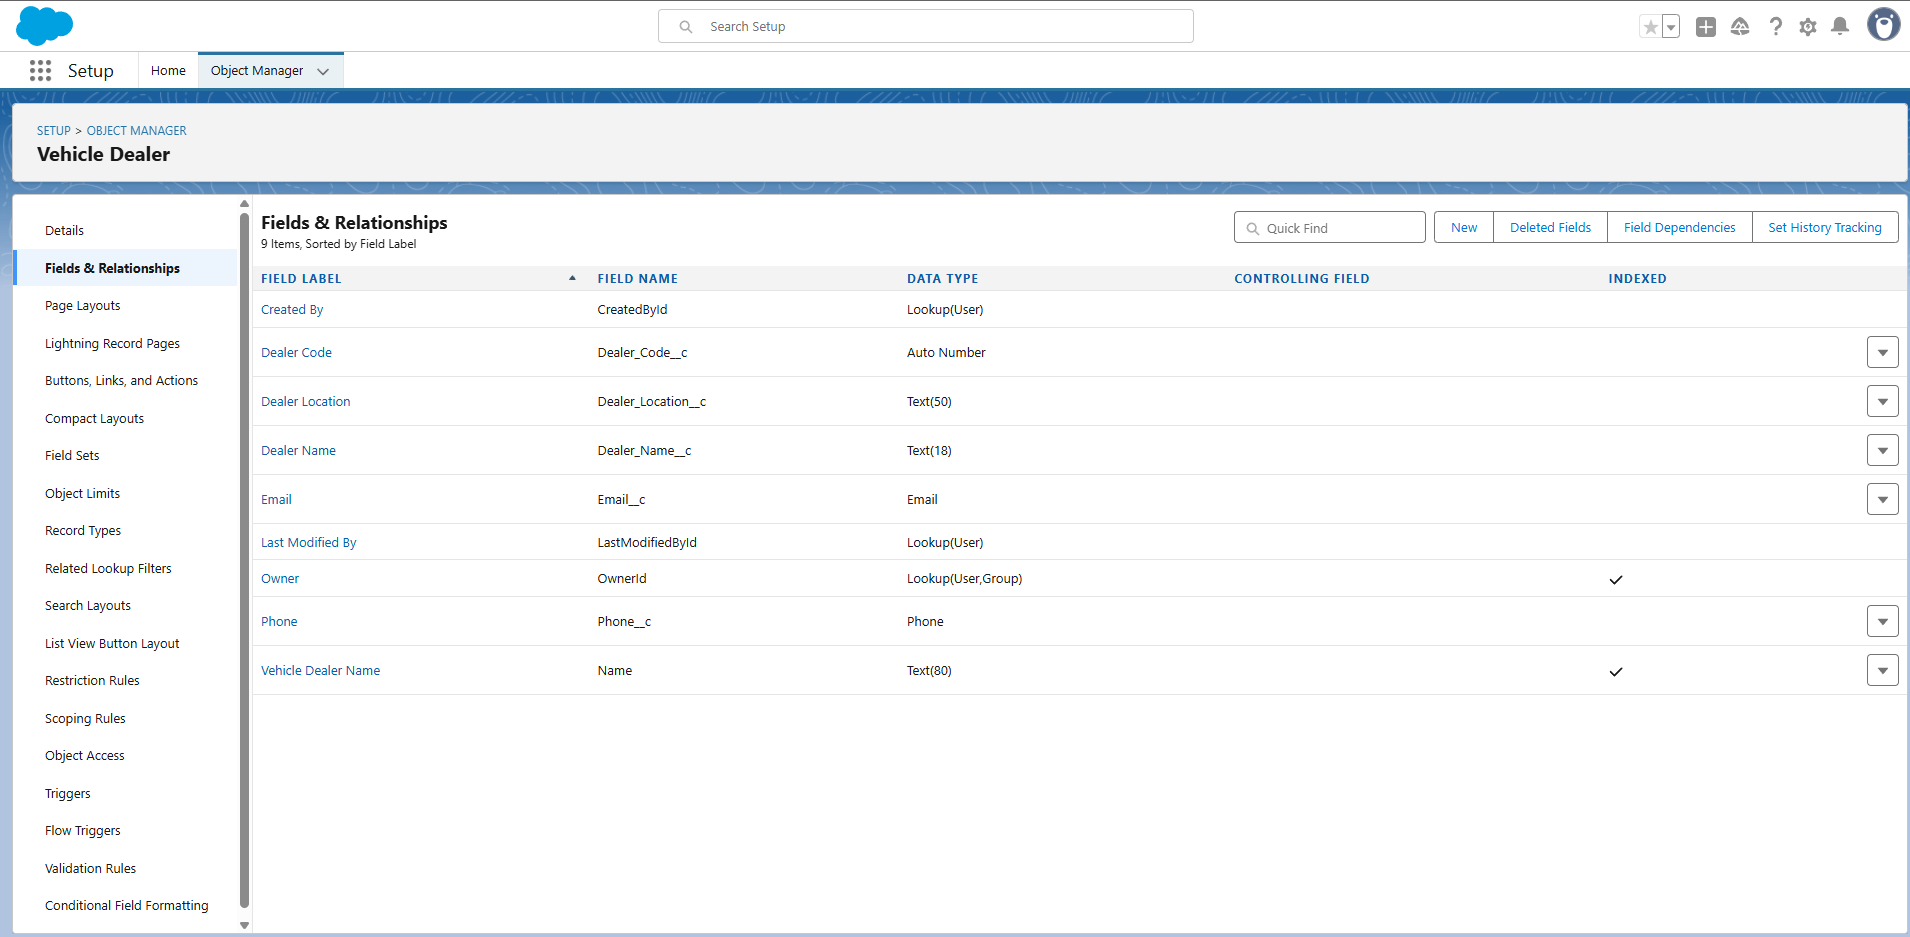 Search Setup
Setup
Home
Object Manager
SETUP > OBJECT MANAGER
Vehicle Dealer
Details
Fields & Relationships
Page Layouts
Lightning Record Pages
Buttons, Links, and Actions
Compact Layouts
Field Sets
Object Limits
Record Types
Related Lookup Filters
Search Layouts
List View Button Layout
Restriction Rules
Scoping Rules
Object Access
Triggers
Flow Triggers
Validation Rules
Conditional Field Formatting
Fields & Relationships
9 Items, Sorted by Field Label
Quick Find
New
Deleted Fields
Field Dependencies
Set History Tracking
FIELD LABEL FIELD NAME DATA TYPE CONTROLLING FIELD INDEXED
Created By CreatedById Lookup(User)
Dealer Code Dealer_Code__c Auto Number
Dealer Location Dealer_Location__c Text(50)
Dealer Name Dealer_Name__c Text(18)
Email Email__c Email
Last Modified By LastModifiedById Lookup(User)
Owner OwnerId Lookup(User,Group)
Phone Phone__c Phone
Vehicle Dealer Name Name Text(80)